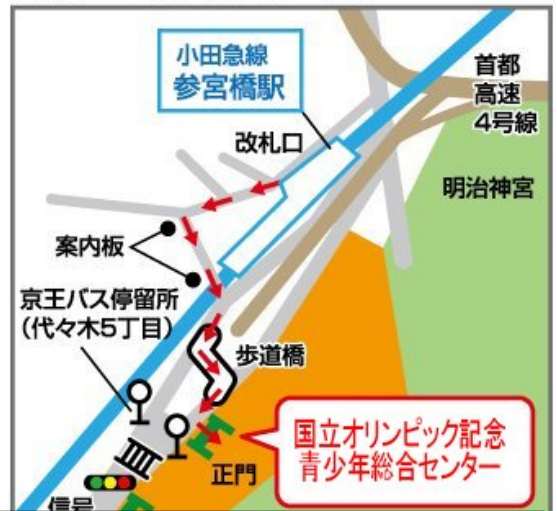 小田急線
参宮橋駅
首都
高速
4号線
改札口
明治神宮
案内板
京王バス停留所
(代々木5丁目)
歩道橋
国立オリンピック記念
青少年総合センター
正門
信号